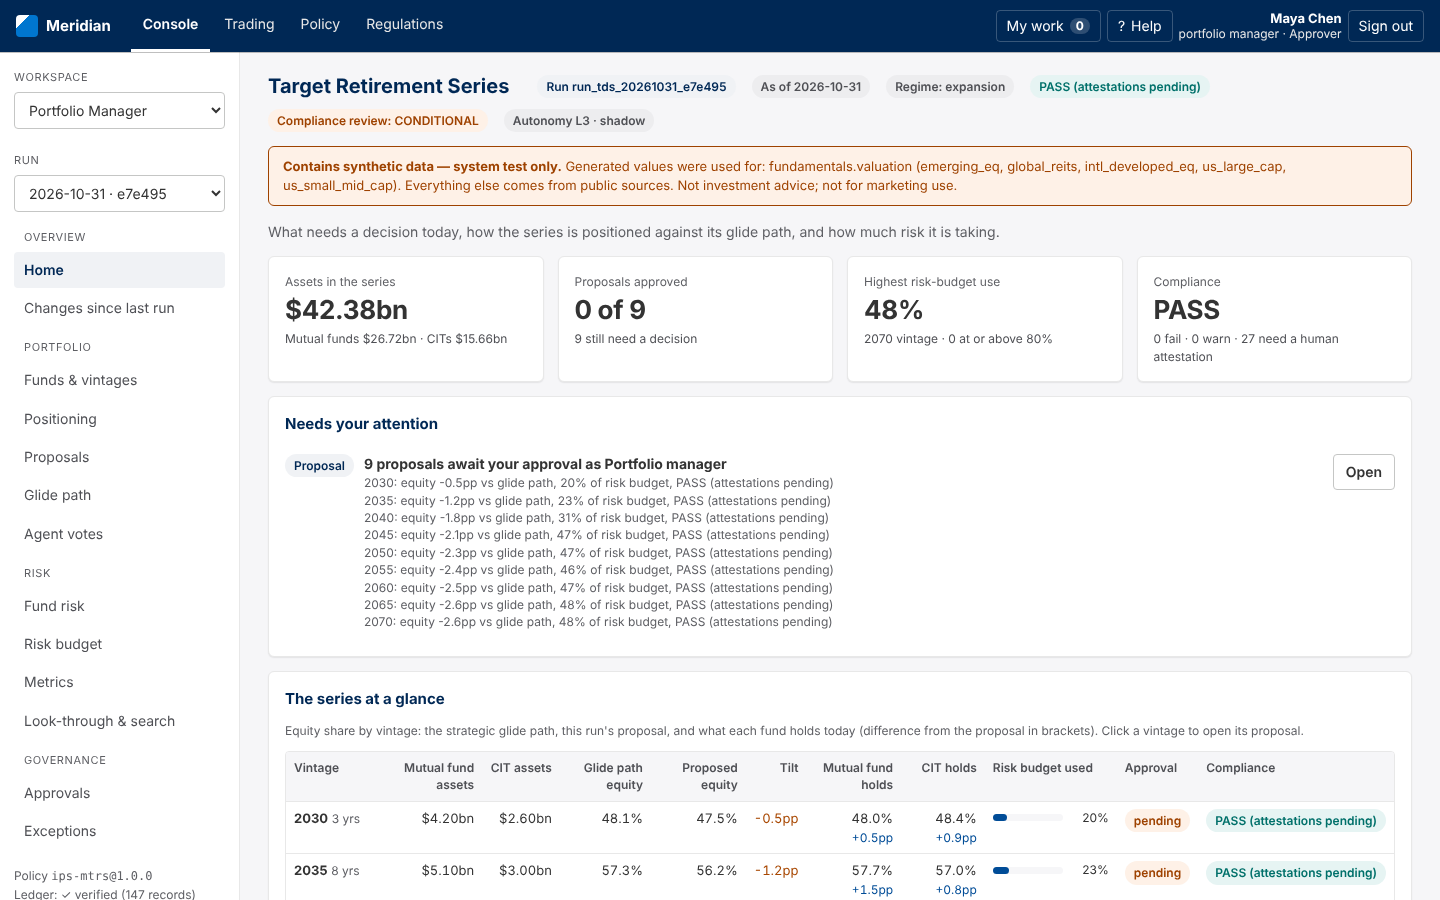 Meridian
Console
Trading
Policy
Regulations
My work 0
? Help
Maya Chen
portfolio manager · Approver
Sign out
WORKSPACE
Portfolio Manager
RUN
2026-10-31 · e7e495
OVERVIEW
Home
Changes since last run
PORTFOLIO
Funds & vintages
Positioning
Proposals
Glide path
Agent votes
RISK
Fund risk
Risk budget
Metrics
Look-through & search
GOVERNANCE
Approvals
Exceptions
Policy ips-mtrs@1.0.0
Ledger: ✓ verified (147 records)
Target Retirement Series
Run run_tds_20261031_e7e495
As of 2026-10-31
Regime: expansion
PASS (attestations pending)
Compliance review: CONDITIONAL
Autonomy L3 · shadow
Contains synthetic data — system test only. Generated values were used for: fundamentals.valuation (emerging_eq, global_reits, intl_developed_eq, us_large_cap,
us_small_mid_cap). Everything else comes from public sources. Not investment advice; not for marketing use.
What needs a decision today, how the series is positioned against its glide path, and how much risk it is taking.
Assets in the series
$42.38bn
Mutual funds $26.72bn · CITs $15.66bn
Proposals approved
0 of 9
9 still need a decision
Highest risk-budget use
48%
2070 vintage · 0 at or above 80%
Compliance
PASS
0 fail · 0 warn · 27 need a human
attestation
Needs your attention
Proposal
9 proposals await your approval as Portfolio manager
2030: equity -0.5pp vs glide path, 20% of risk budget, PASS (attestations pending)
2035: equity -1.2pp vs glide path, 23% of risk budget, PASS (attestations pending)
2040: equity -1.8pp vs glide path, 31% of risk budget, PASS (attestations pending)
2045: equity -2.1pp vs glide path, 47% of risk budget, PASS (attestations pending)
2050: equity -2.3pp vs glide path, 47% of risk budget, PASS (attestations pending)
2055: equity -2.4pp vs glide path, 46% of risk budget, PASS (attestations pending)
2060: equity -2.5pp vs glide path, 47% of risk budget, PASS (attestations pending)
2065: equity -2.6pp vs glide path, 48% of risk budget, PASS (attestations pending)
2070: equity -2.6pp vs glide path, 48% of risk budget, PASS (attestations pending)
Open
The series at a glance
Equity share by vintage: the strategic glide path, this run's proposal, and what each fund holds today (difference from the proposal in brackets). Click a vintage to open its proposal.
Vintage
Mutual fund
assets
CIT assets
Glide path
equity
Proposed
equity
Tilt
Mutual fund
holds
CIT holds
Risk budget used
Approval
Compliance
2030 3 yrs $4.20bn $2.60bn 48.1% 47.5% -0.5pp 48.0% 48.4% 20% pending PASS (attestations pending)
+0.5pp +0.9pp
2035 8 yrs $5.10bn $3.00bn 57.3% 56.2% -1.2pp 57.7% 57.0% 23% pending PASS (attestations pending)
+1.5pp +0.8pp